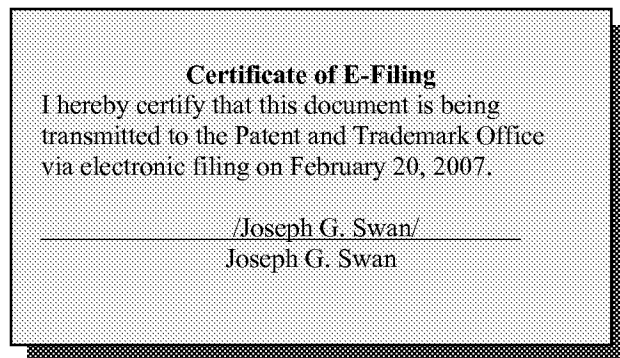 Certificate of E-Filing
I hereby certify that this document is being
transmitted to the Patent and Trademark Office
via electronic filing on February 20, 2007.
/Joseph G. Swan/
Joseph G. Swan